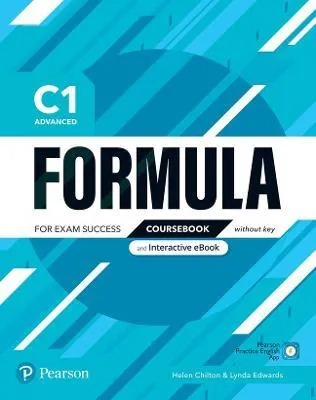 C1
ADVANCED
FORMULA
FOR EXAM SUCCESS COURSEBOOK without key
and Interactive eBook
Pearson
Practice English
App
Helen Chilton & Lynda Edwards
Pearson